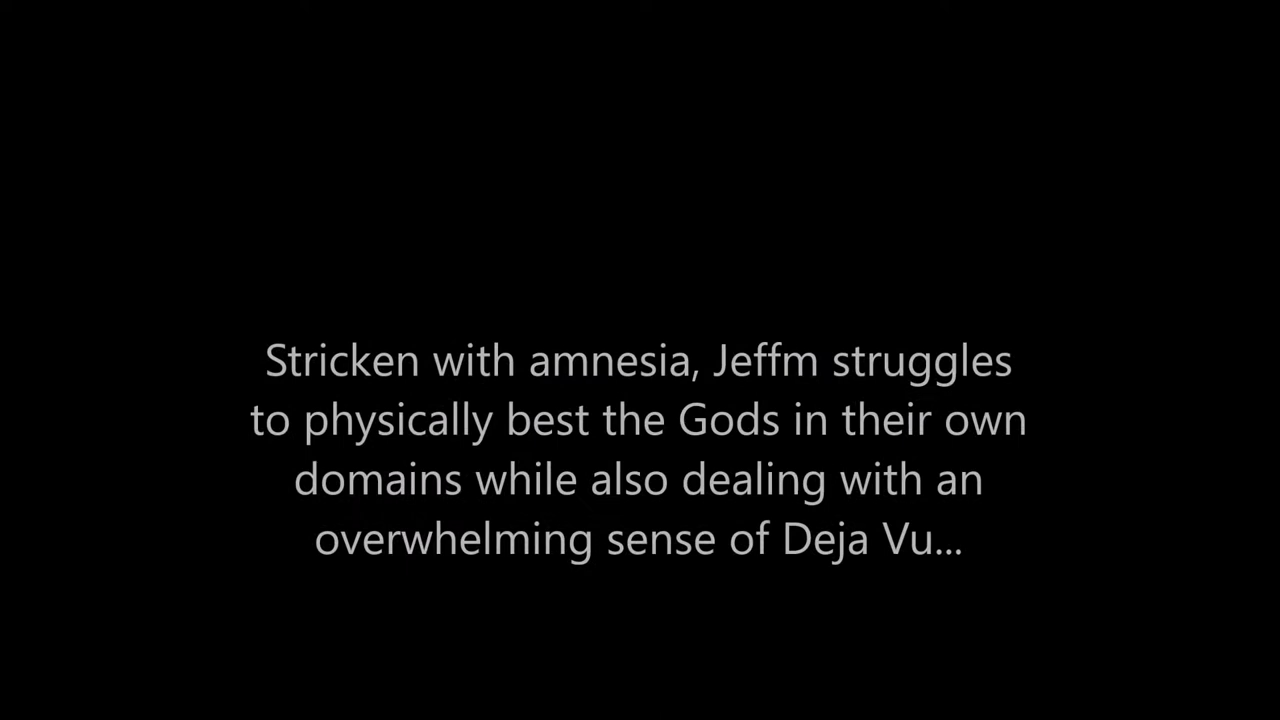 Stricken with amnesia, Jeffm struggles
to physically best the Gods in their own
domains while also dealing with an
overwhelming sense of Deja Vu...